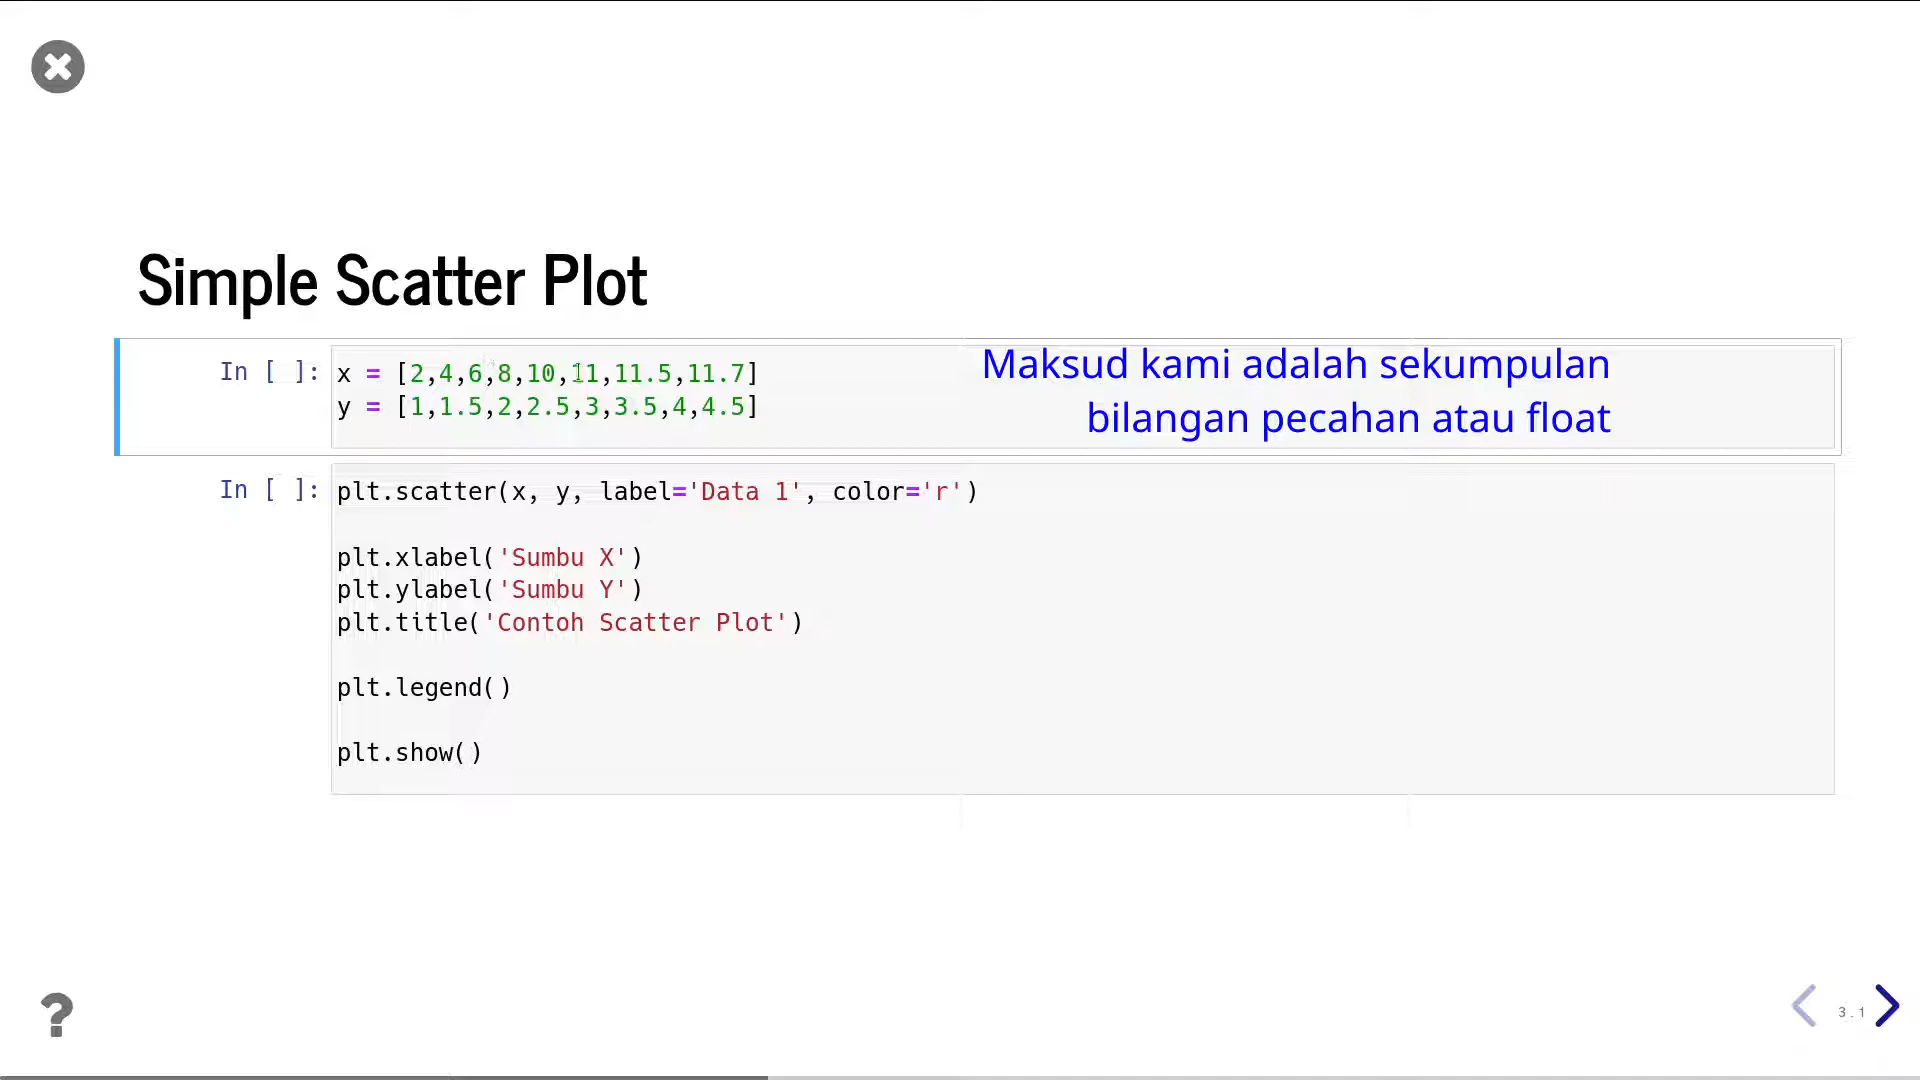 Simple Scatter Plot
In [ ]: x = [2,4,6,8,10,11,11.5,11.7]
y = [1,1.5,2,2.5,3,3.5,4,4.5]
Maksud kami adalah sekumpulan
bilangan pecahan atau float
In [ ]: plt.scatter(x, y, label='Data 1', color='r')
plt.xlabel('Sumbu X')
plt.ylabel('Sumbu Y')
plt.title('Contoh Scatter Plot')
plt.legend()
plt.show()
?
3.1